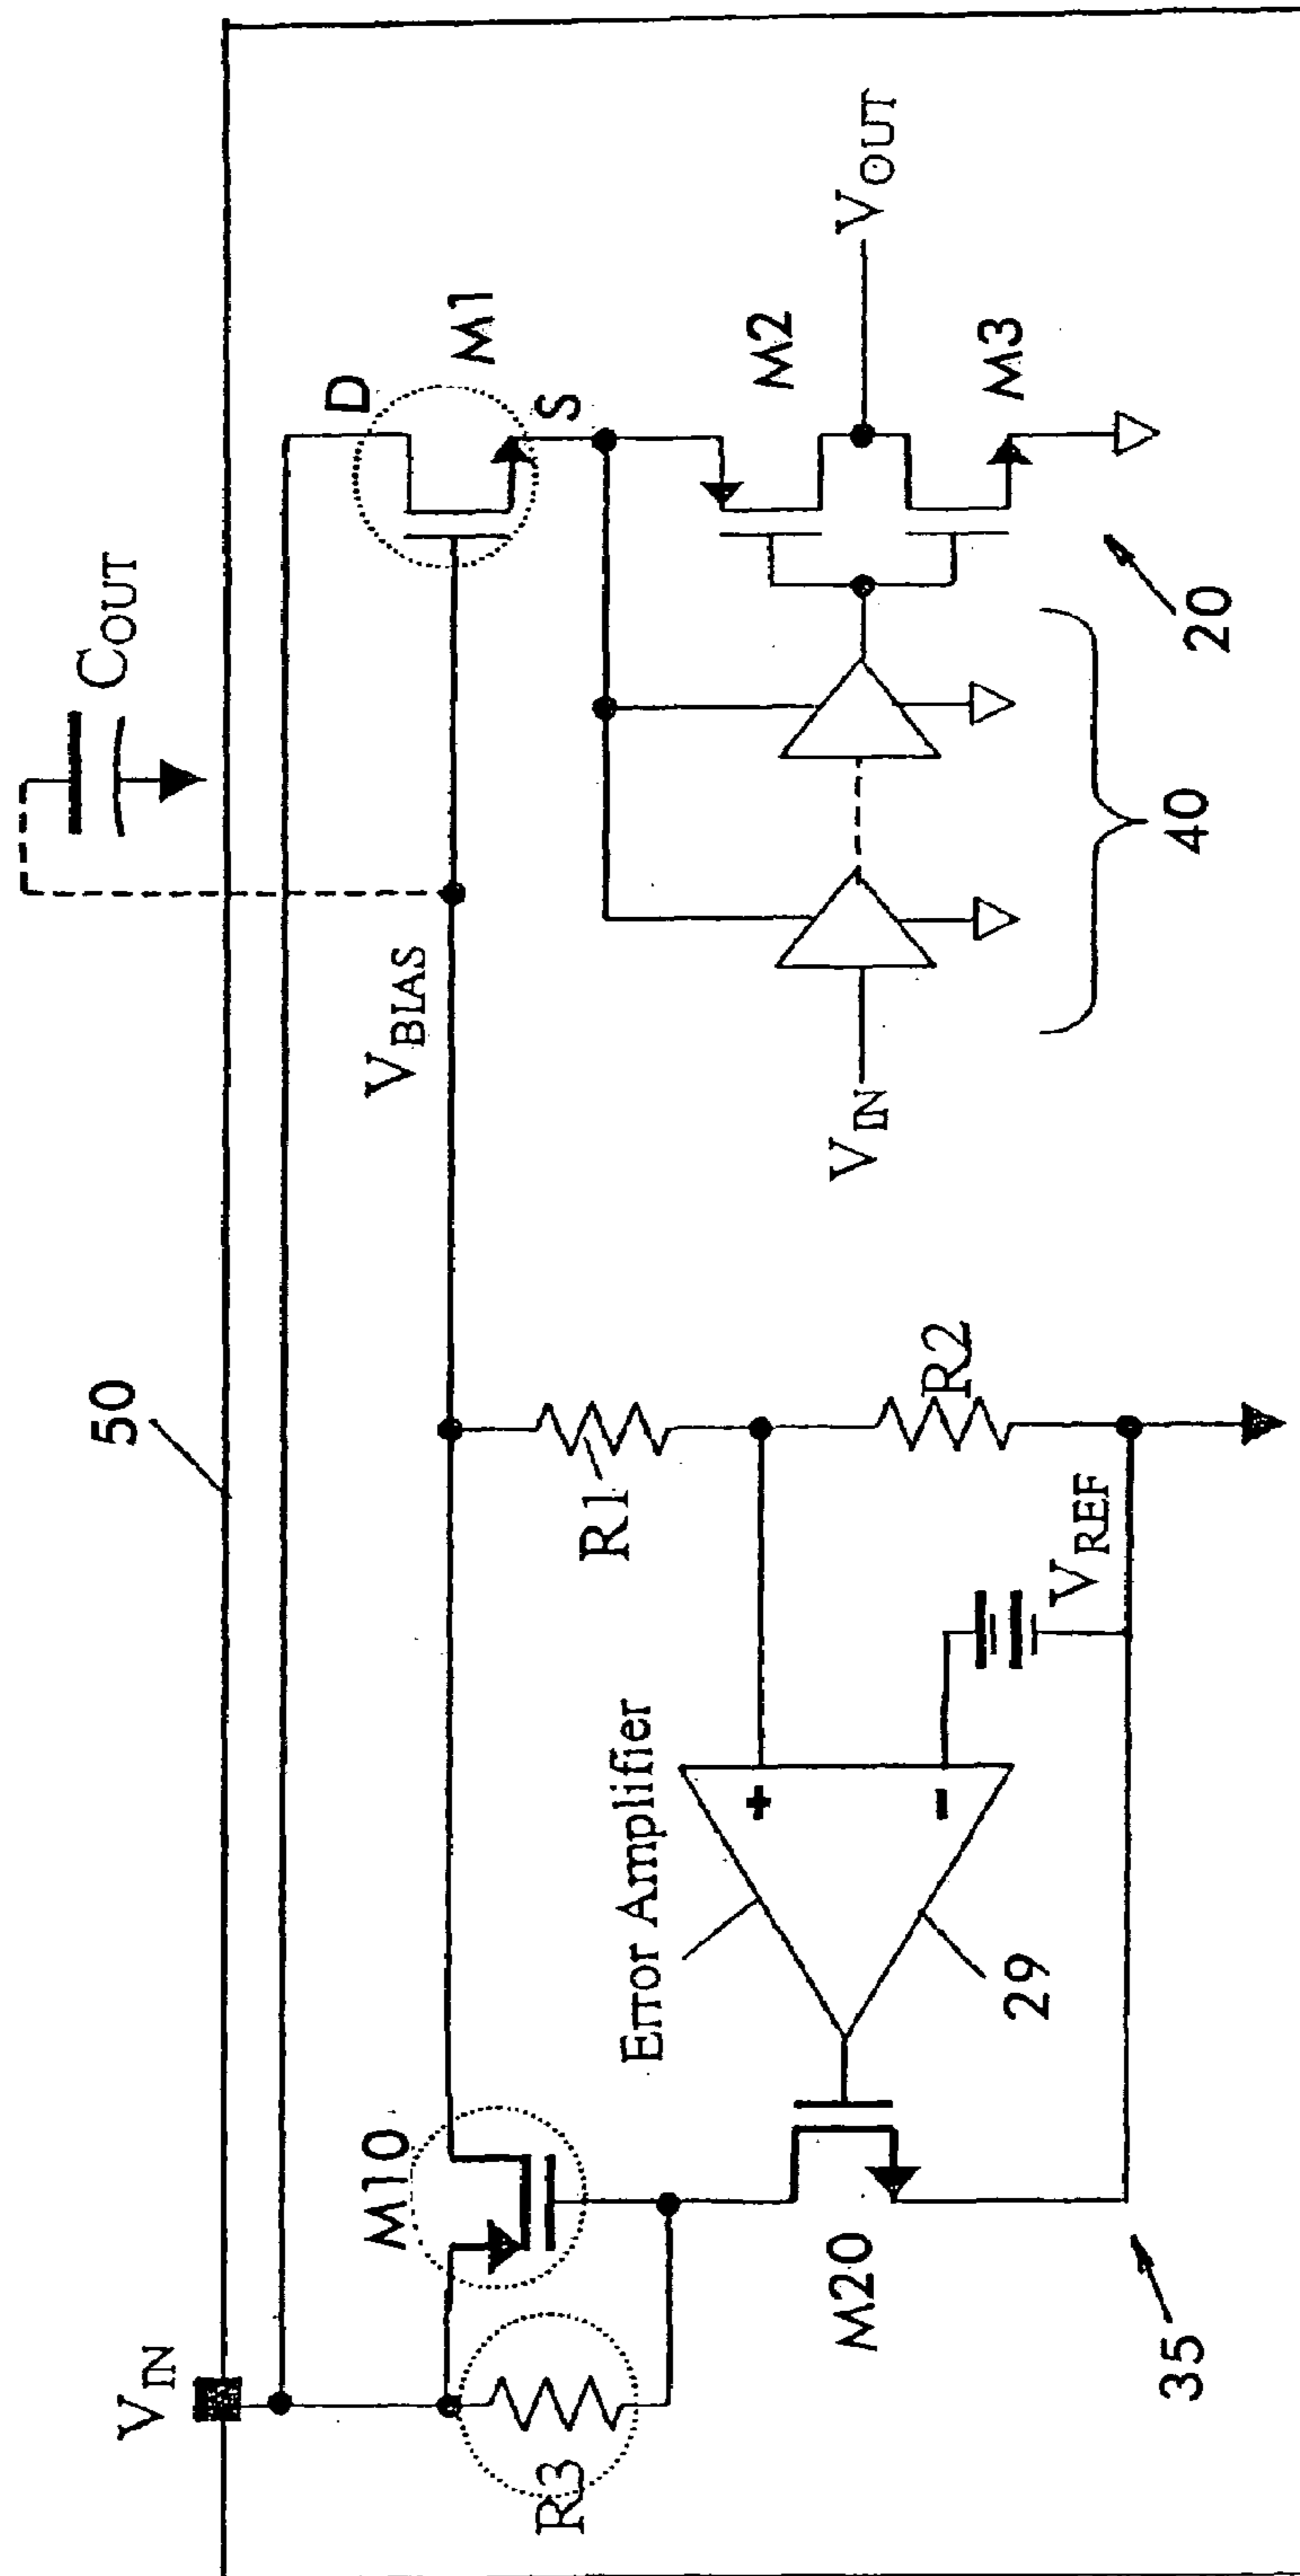 50
VIN
COUT
D
M1
S
VBIAS
M10
R3
R1
M2
VOUT
Error Amplifier
+
-
R2
VIN
M20
29
VREF
M3
20
40
35